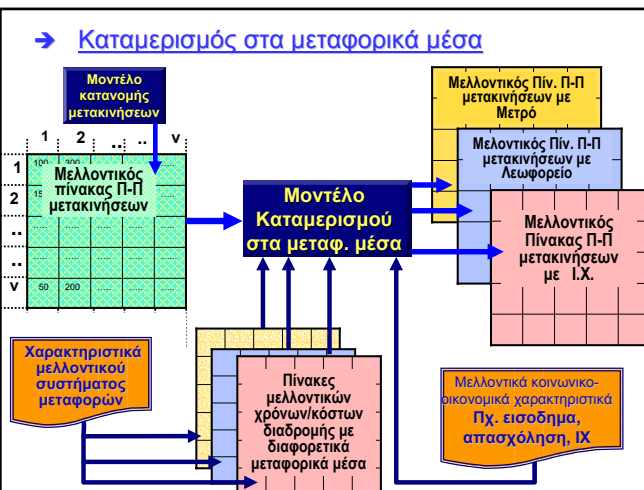 ➔ Καταμερισμός στα μεταφορικά μέσα
Μοντέλο
κατανομής
μετακινήσεων
1 2 .. .. ν
1
2
..
..
ν
100 300 .....
Μελλοντικός
πίνακας Π-Π
μετακινήσεων
..... ..... ..... ..... .....
..... ..... ..... ..... .....
50 200 ..... ..... .....
Μοντέλο
Καταμερισμού
στα μεταφ. μέσα
Μελλοντικός Πίν. Π-Π
μετακινήσεων με
Μετρό
Μελοντικός Πίν. Π-Π
μετακινήσεων με
Λεωφορείο
Μελλοντικός
Πίνακας Π-Π
μετακινήσεων
με Ι.Χ.
Χαρακτηριστικά
μελλοντικού
συστήματος
μεταφορών
Πίνακες
μελλοντικών
χρόνων/κόστων
διαδρομής με
διαφορετικά
μεταφορικά μέσα
Μελλοντικά κοινωνικο-
οικονομικά χαρακτηριστικά
Πχ. εισοδημα,
απασχόληση, ΙΧ